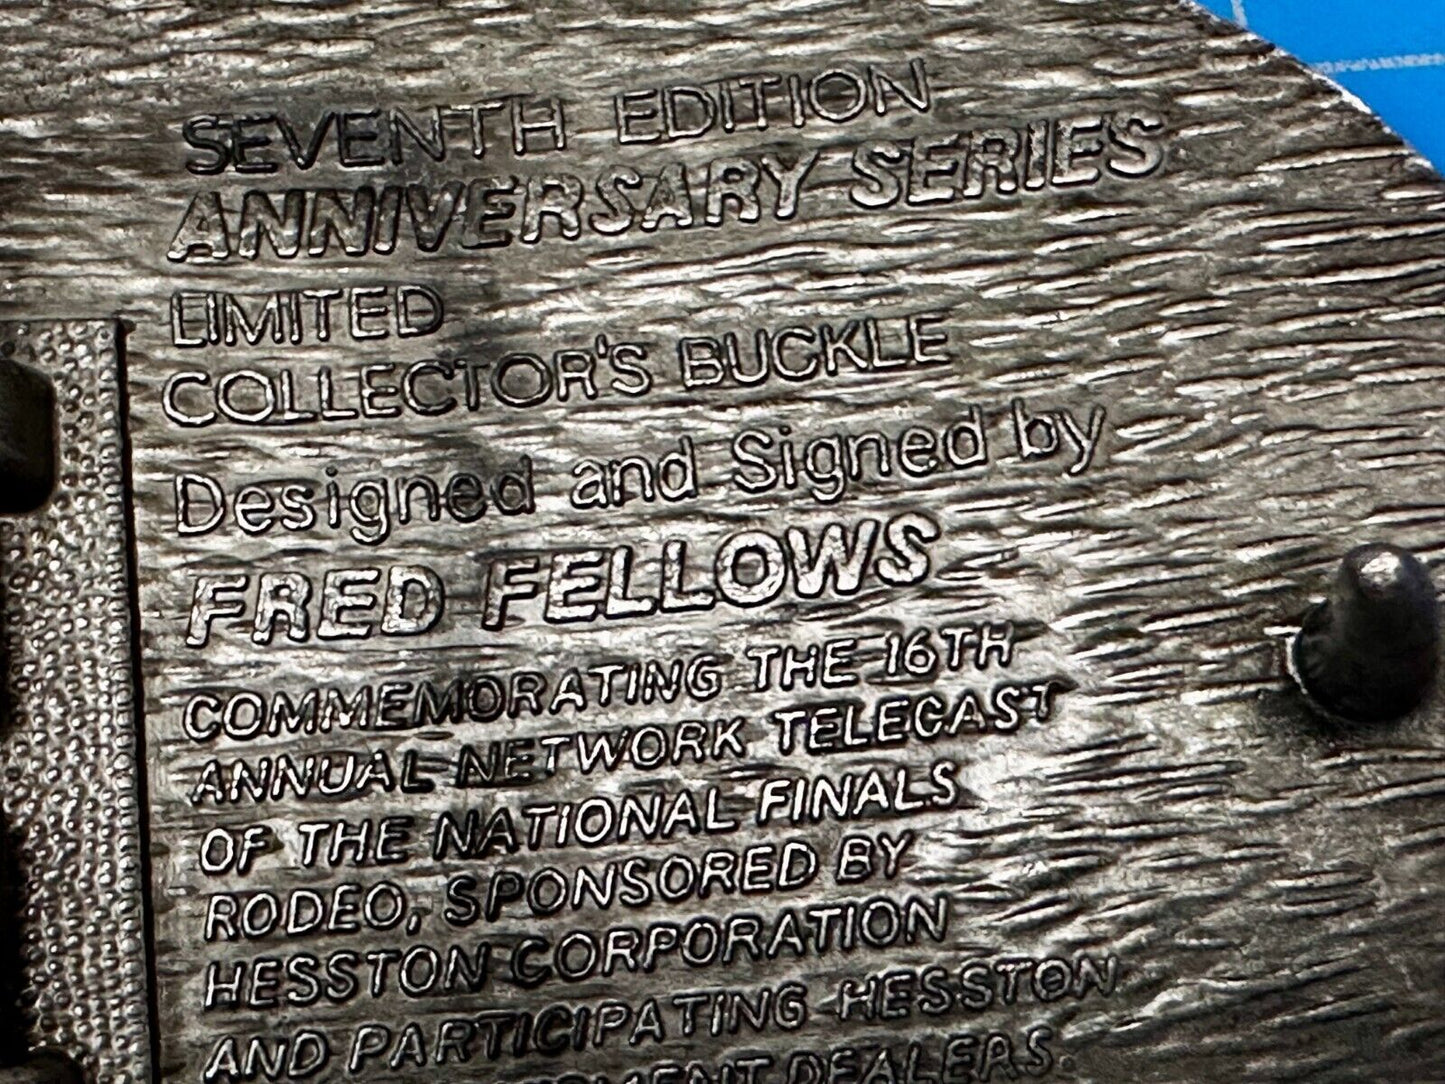 SEVENTH EDITION
ANNIVERSARY SERIES
LIMITED
COLLECTOR'S BUCKLE
Designed and Signed by
FRED FELLOWS
COMMEMORATING THE 16TH
ANNUAL NETWORK TELECAST
OF THE NATIONAL FINALS
RODEO, SPONSORED BY
HESSTON CORPORATION
AND PARTICIPATING HESSTON
DEALERS.